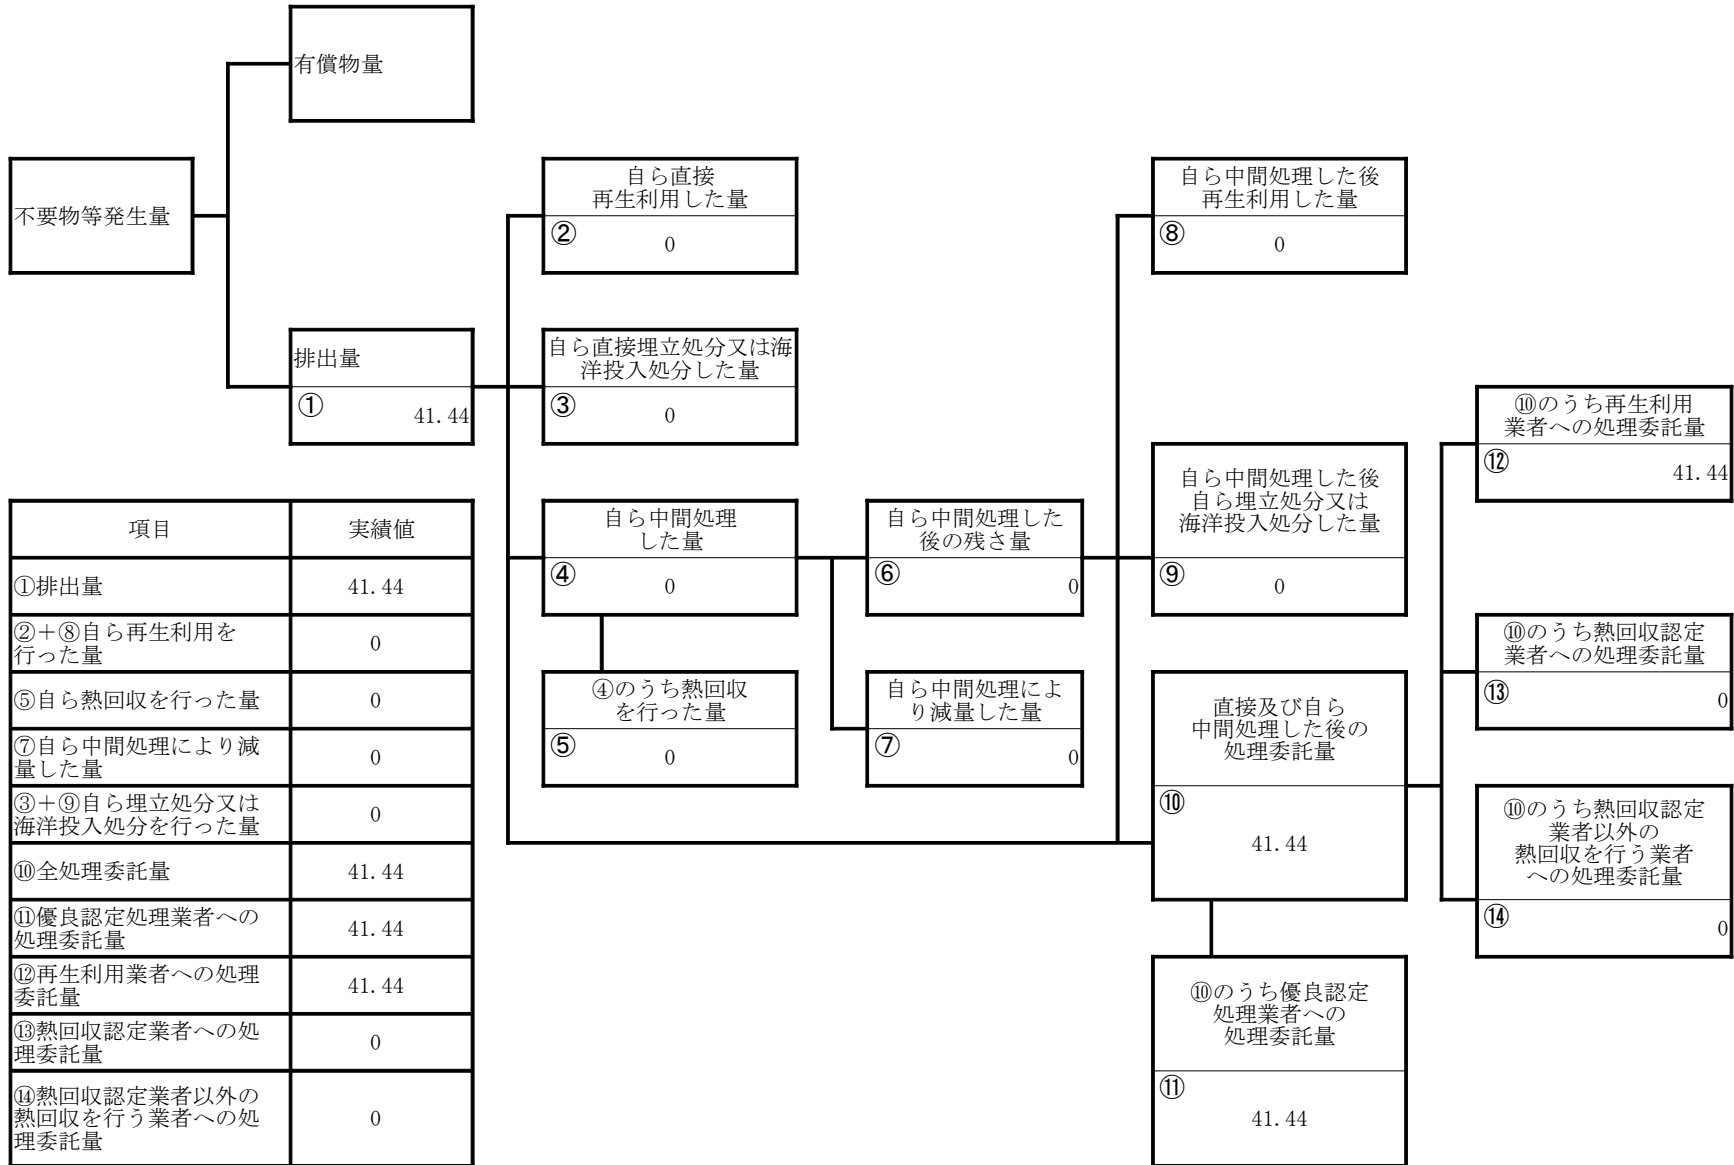 有償物量
不要物等発生量
自ら直接
再生利用した量
②
0
自ら中間処理した後
再生利用した量
⑧
0
排出量
①
41.44
自ら直接埋立処分又は海
洋投入処分した量
③
0
自ら中間処理
した量
④
0
自ら中間処理した
後の残さ量
⑥
0
自ら中間処理した後
自ら埋立処分又は
海洋投入処分した量
⑨
0
⑩のうち再生利用
業者への処理委託量
⑫
41.44
④のうち熱回収
を行った量
⑤
0
自ら中間処理によ
り減量した量
⑦
0
直接及び自ら
中間処理した後の
処理委託量
⑩
41.44
⑩のうち熱回収認定
業者への処理委託量
⑬
0
⑩のうち熱回収認定
業者以外の
熱回収を行う業者
への処理委託量
⑭
0
⑩のうち優良認定
処理業者への
処理委託量
⑪
41.44
項目 実績値
①排出量 41.44
②＋⑧自ら再生利用を
行った量 0
⑤自ら熱回収を行った量 0
⑦自ら中間処理により減
量した量 0
③＋⑨自ら埋立処分又は
海洋投入処分を行った量 0
⑩全処理委託量 41.44
⑪優良認定処理業者への
処理委託量 41.44
⑫再生利用業者への処理
委託量 41.44
⑬熱回収認定業者への処
理委託量 0
⑭熱回収認定業者以外の
熱回収を行う業者への処
理委託量 0